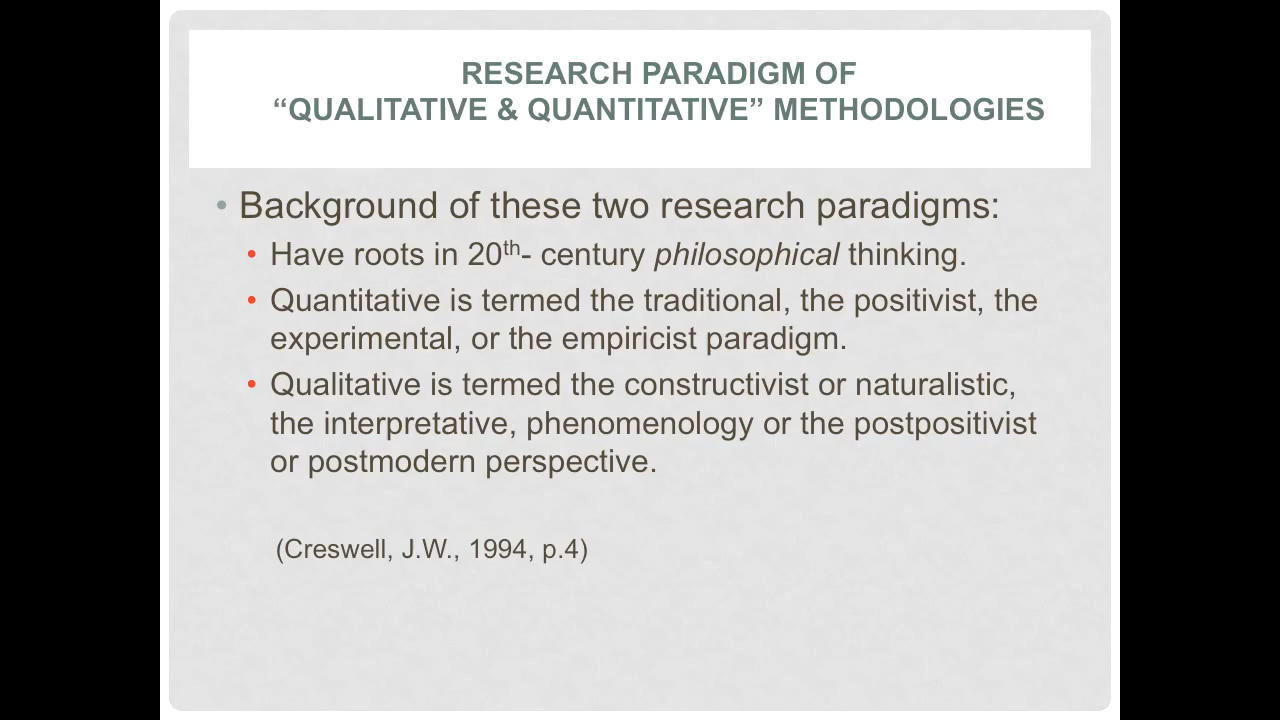 RESEARCH PARADIGM OF
“QUALITATIVE & QUANTITATIVE” METHODOLOGIES
• Background of these two research paradigms:
• Have roots in 20th- century philosophical thinking.
• Quantitative is termed the traditional, the positivist, the
experimental, or the empiricist paradigm.
• Qualitative is termed the constructivist or naturalistic,
the interpretative, phenomenology or the postpositivist
or postmodern perspective.
(Creswell, J.W., 1994, p.4)